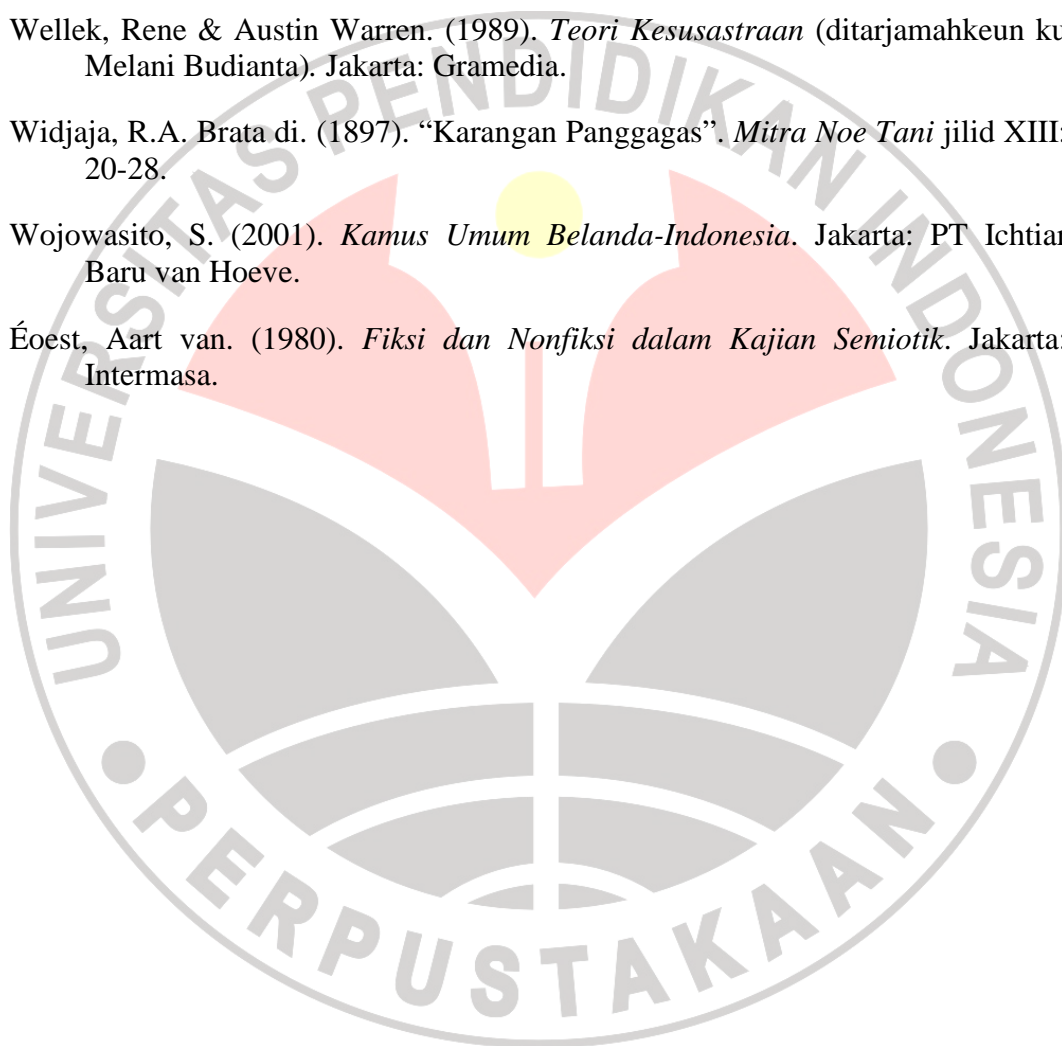 Wellek, Rene & Austin Warren. (1989). Teori Kesusastraan (ditarjamahkeun ku
Melani Budianta). Jakarta: Gramedia.
Widjaja, R.A. Brata di. (1897). “Karangan Panggagas”. Mitra Noe Tani jilid XIII:
20-28.
Wojowasito, S. (2001). Kamus Umum Belanda-Indonesia. Jakarta: PT Ichtiar
Baru van Hoeve.
Éoest, Aart van. (1980). Fiksi dan Nonfiksi dalam Kajian Semiotik. Jakarta:
Intermasa.
UNIVERSITAS PENDIDIKAN INDONESIA
PERPUSTAKAAN